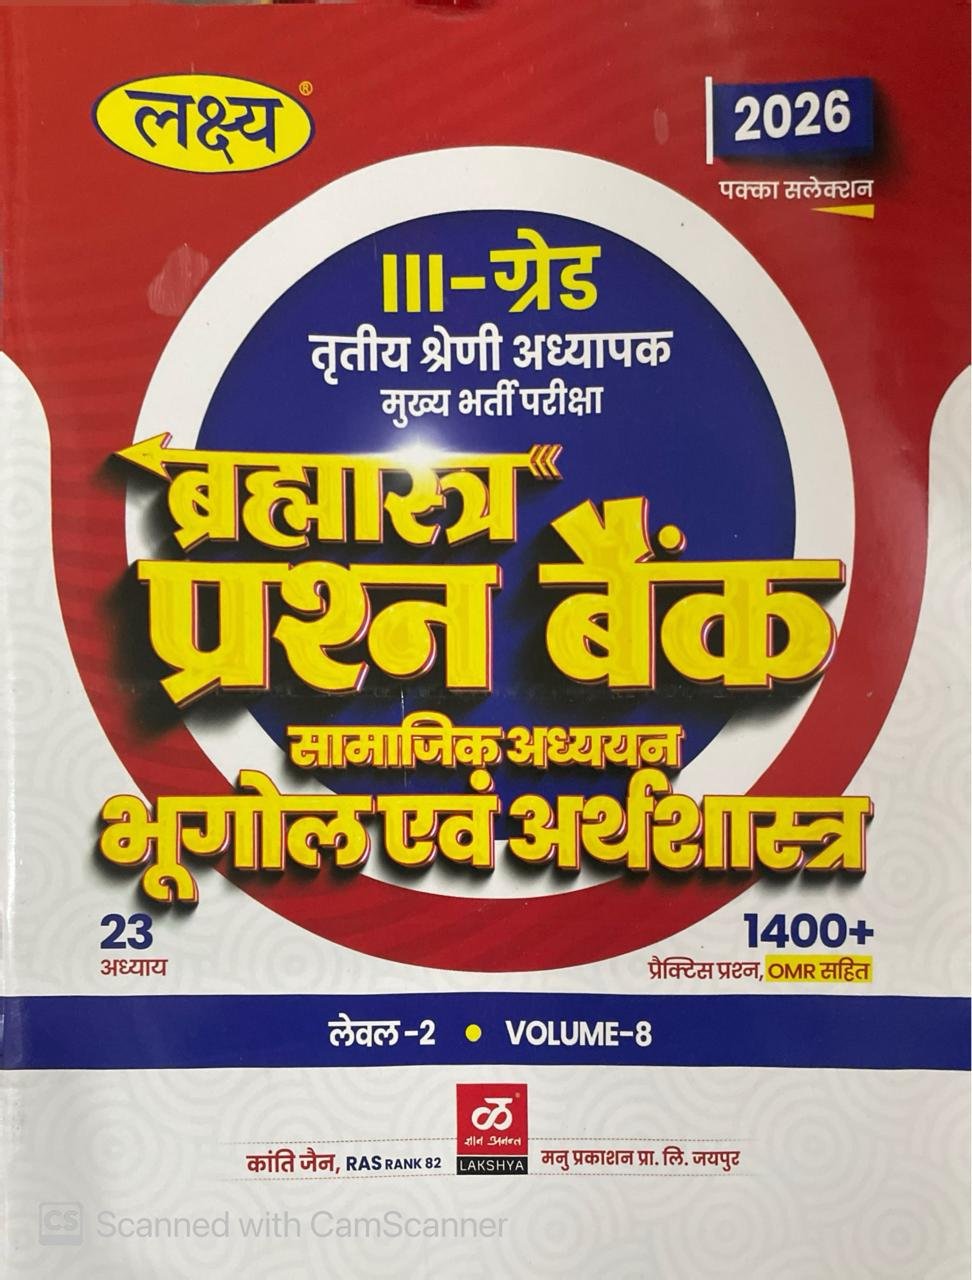 लक्ष्य®
2026
पक्का सलेक्शन
III-ग्रेड
तृतीय श्रेणी अध्यापक
मुख्य भर्ती परीक्षा
ब्रह्मास्त्र
प्रश्न बैंक
सामाजिक अध्ययन
भूगोल एवं अर्थशास्त्र
23
अध्याय
1400+
प्रैक्टिस प्रश्न, OMR सहित
लेवल-2 • VOLUME-8
ज्ञान अनन्त
LAKSHYA
कांति जैन, RAS RANK 82
मनु प्रकाशन प्रा. लि. जयपुर
CS Scanned with CamScanner